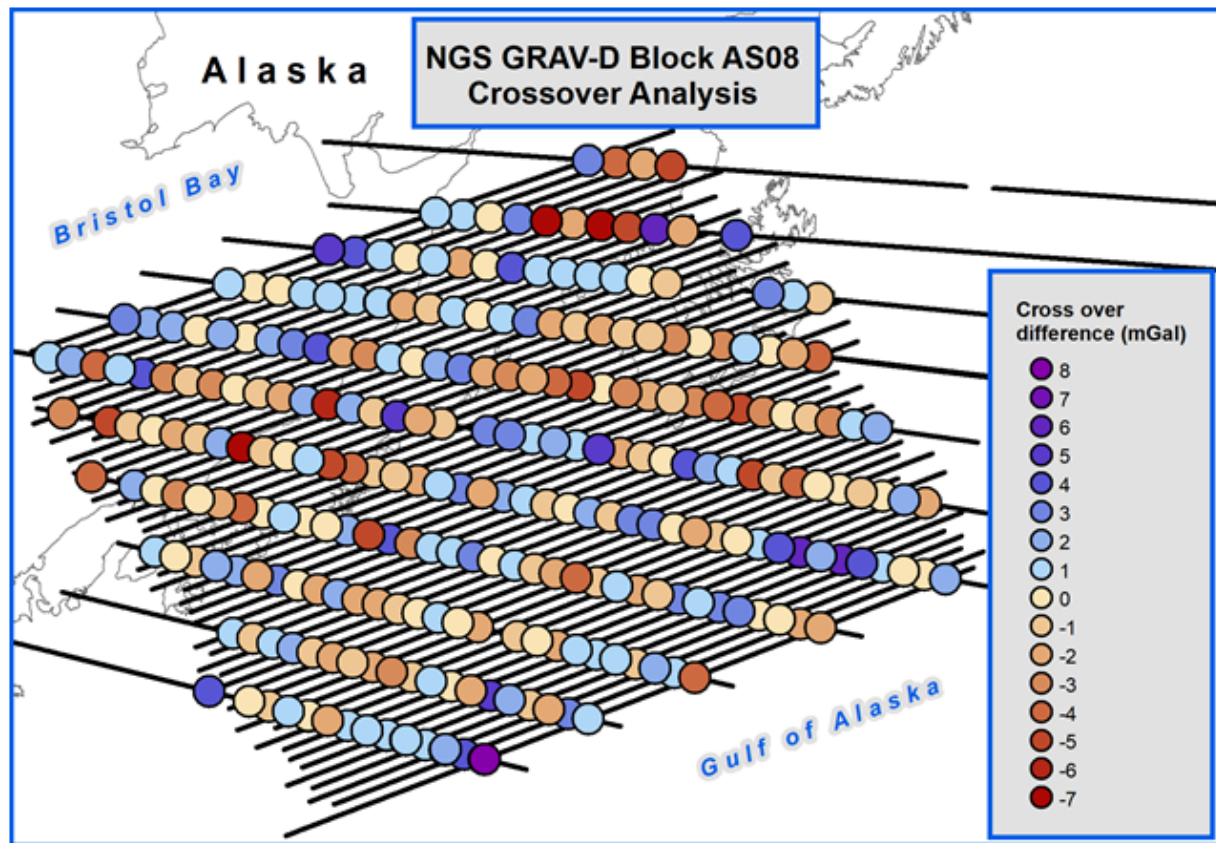 NGS GRAV-D Block AS08
Crossover Analysis
Alaska
Bristol Bay
Gulf of Alaska
Cross over
difference (mGal)
8
7
6
5
4
3
2
1
0
-1
-2
-3
-4
-5
-6
-7